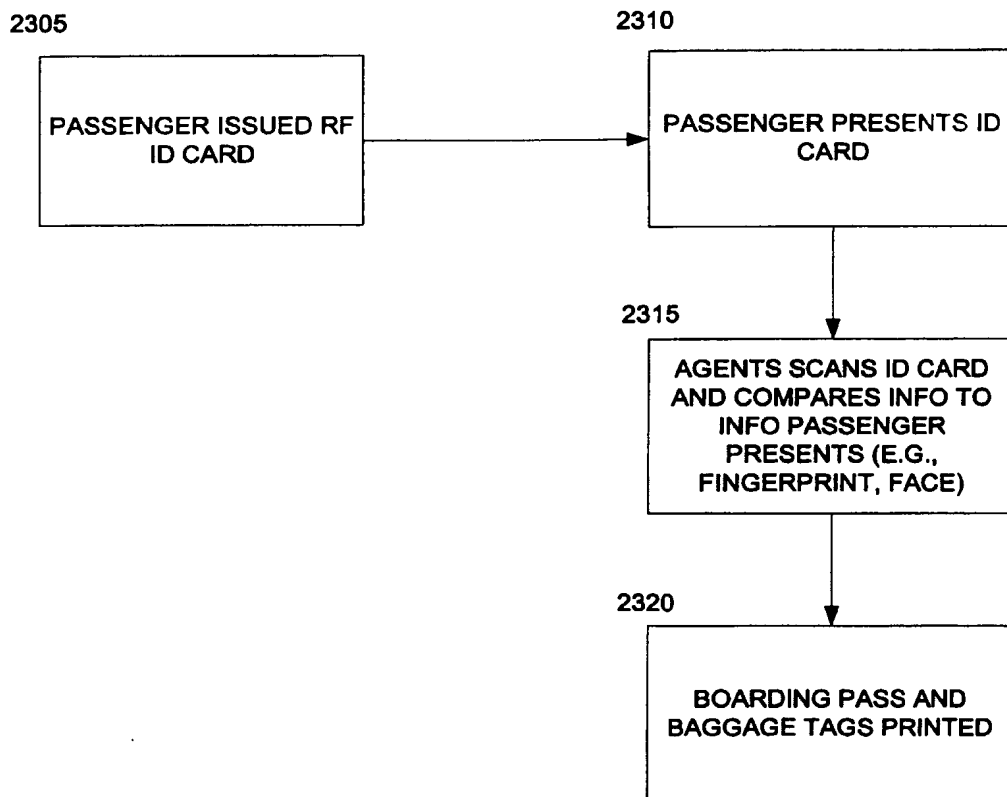 2305
PASSENGER ISSUED RF
ID CARD
2310
PASSENGER PRESENTS ID
CARD
2315
AGENTS SCANS ID CARD
AND COMPARES INFO TO
INFO PASSENGER
PRESENTS (E.G.,
FINGERPRINT, FACE)
2320
BOARDING PASS AND
BAGGAGE TAGS PRINTED